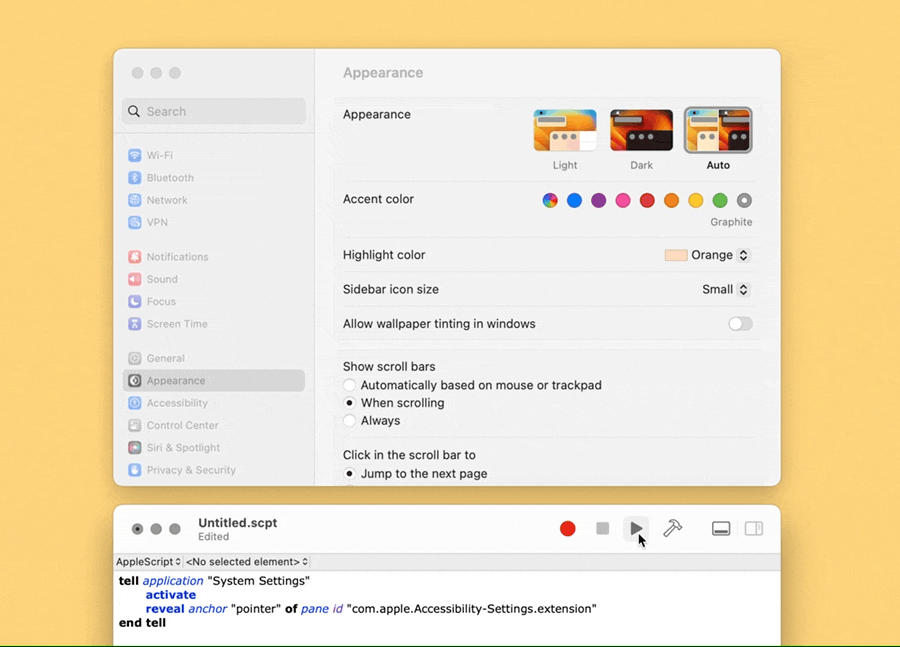 Appearance
Search
Wi-Fi
Bluetooth
Network
VPN
Notifications
Sound
Focus
Screen Time
General
Appearance
Accessibility
Control Center
Siri & Spotlight
Privacy & Security
Appearance
Light Dark Auto
Accent color
Graphite
Highlight color Orange
Sidebar icon size Small
Allow wallpaper tinting in windows
Show scroll bars
Automatically based on mouse or trackpad
When scrolling
Always
Click in the scroll bar to
Jump to the next page
Untitled.scpt
Edited
AppleScript <No selected element>
tell application "System Settings"
activate
reveal anchor "pointer" of pane id "com.apple.Accessibility-Settings.extension"
end tell